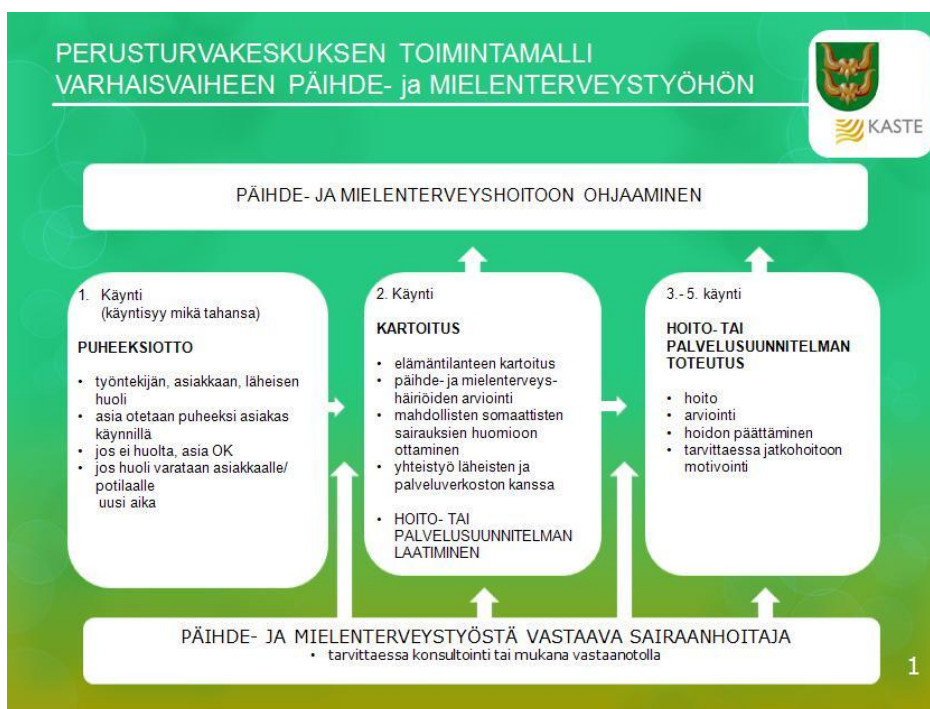 PERUSTURVAKESKUKSEN TOIMINTAMALLI
VARHAISVAIHEEN PÄIHDE- ja MIELENTERVEYSTYÖHÖN
KASTE
PÄIHDE- JA MIELENTERVEYSHOITOON OHJAAMINEN
1. Käynti
(käyntisyy mikä tahansa)
PUHEEKSIOTTO
• työntekijän, asiakkaan, läheisen
huoli
• asia otetaan puheeksi asiakas
käynnillä
• jos ei huolta, asia OK
• jos huoli varataan asiakkaalle/
potilaalle
uusi aika
2. Käynti
KARTOITUS
• elämäntilanteen kartoitus
• päihde- ja mielenterveys-
häiriöiden arviointi
• mahdollisten somaattisten
sairauksien huomioon
ottaminen
• yhteistyö läheisten ja
palveluverkoston kanssa
• HOITO- TAI
PALVELUSUUNNITELMAN
LAATIMINEN
3.- 5. käynti
HOITO- TAI
PALVELUSUUNNITELMAN
TOTEUTUS
• hoito
• arviointi
• hoidon päättäminen
• tarvittaessa jatkohoitoon
motivointi
PÄIHDE- JA MIELENTERVEYSTYÖSTÄ VASTAAVA SAIRAANHOITAJA
• tarvittaessa konsultointi tai mukana vastaanotolla
1